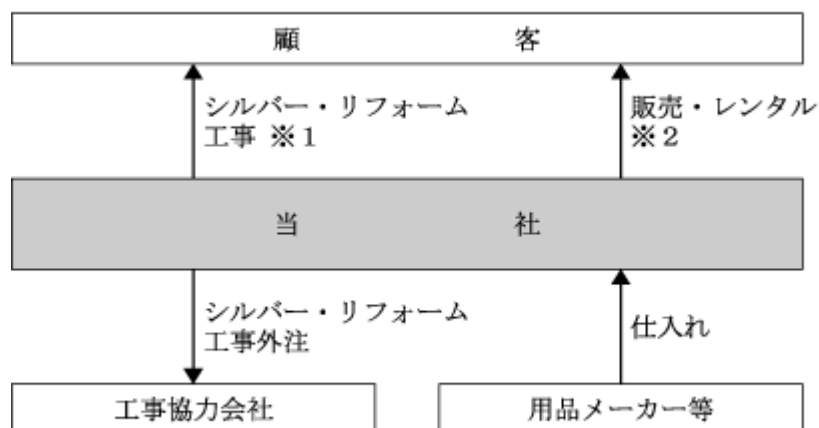 顧客
シルバー・リフォーム
工事 ※1
販売・レンタル
※2
当社
シルバー・リフォーム
工事外注
仕入れ
工事協力会社
用品メーカー等